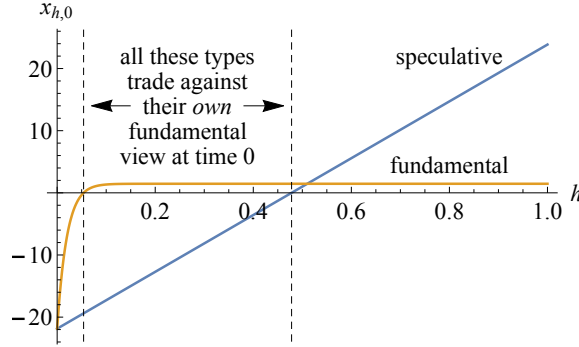 x_{h,0}
20
10
-10
-20
all these types
trade against
their own
fundamental
view at time 0
speculative
fundamental
0.2
0.4
0.6
0.8
1.0
h